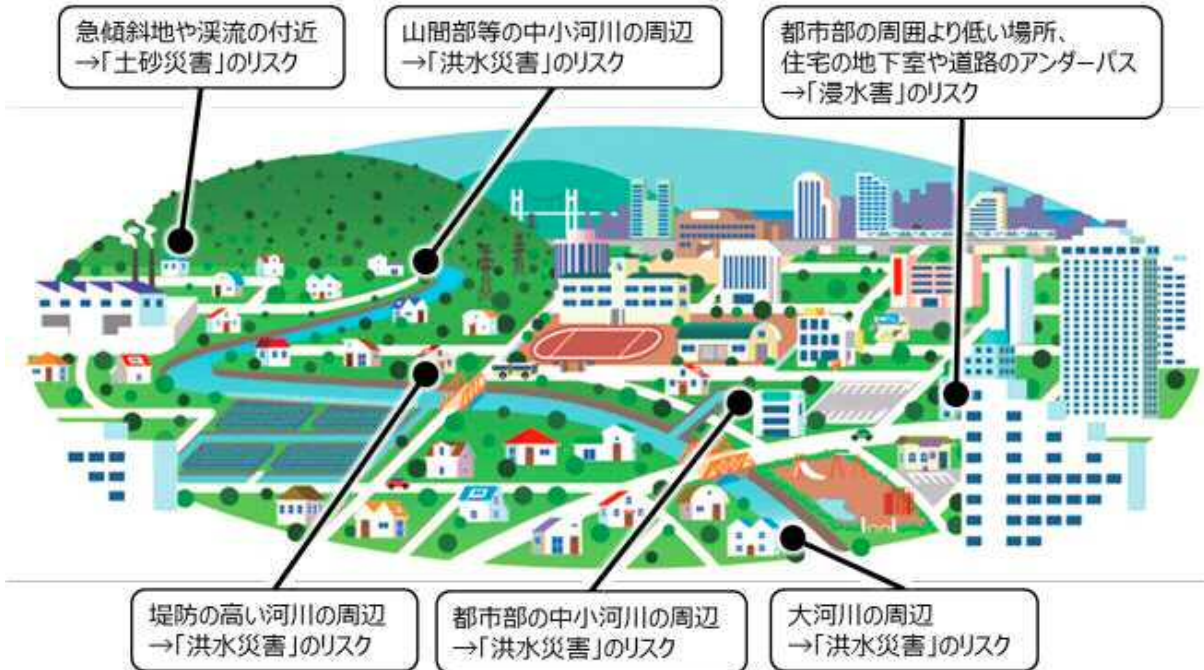 急傾斜地や渓流の付近
→「土砂災害」のリスク
山間部等の中小河川の周辺
→「洪水災害」のリスク
都市部の周囲より低い場所、
住宅の地下室や道路のアンダーパス
→「浸水害」のリスク
堤防の高い河川の周辺
→「洪水災害」のリスク
都市部の中小河川の周辺
→「洪水災害」のリスク
大河川の周辺
→「洪水災害」のリスク